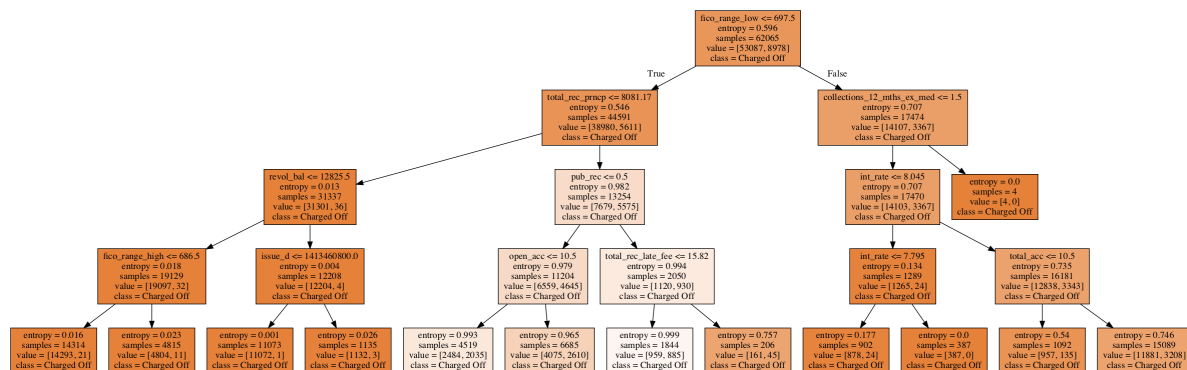 fico_range_low <= 697.5
entropy = 0.596
samples = 62065
value = [53087, 8978]
class = Charged Off
True
False
total_rec_prncp <= 8081.17
entropy = 0.546
samples = 44591
value = [38980, 5611]
class = Charged Off
collections_12_mths_ex_med <= 1.5
entropy = 0.707
samples = 17474
value = [14107, 3367]
class = Charged Off
revol_bal <= 12825.5
entropy = 0.013
samples = 31337
value = [31301, 36]
class = Charged Off
pub_rec <= 0.5
entropy = 0.982
samples = 13254
value = [7679, 5575]
class = Charged Off
int_rate <= 8.045
entropy = 0.707
samples = 17470
value = [14103, 3367]
class = Charged Off
entropy = 0.0
samples = 4
value = [4, 0]
class = Charged Off
fico_range_high <= 686.5
entropy = 0.018
samples = 19129
value = [19097, 32]
class = Charged Off
issue_d <= 1413460800.0
entropy = 0.004
samples = 12208
value = [12204, 4]
class = Charged Off
open_acc <= 10.5
entropy = 0.979
samples = 11204
value = [6559, 4645]
class = Charged Off
total_rec_late_fee <= 15.82
entropy = 0.994
samples = 2050
value = [1120, 930]
class = Charged Off
int_rate <= 7.795
entropy = 0.134
samples = 1289
value = [1265, 24]
class = Charged Off
total_acc <= 10.5
entropy = 0.735
samples = 16181
value = [12838, 3343]
class = Charged Off
entropy = 0.016
samples = 14314
value = [14293, 21]
class = Charged Off
entropy = 0.023
samples = 4815
value = [4804, 11]
class = Charged Off
entropy = 0.001
samples = 11073
value = [11072, 1]
class = Charged Off
entropy = 0.026
samples = 1135
value = [1132, 3]
class = Charged Off
entropy = 0.993
samples = 4519
value = [2484, 2035]
class = Charged Off
entropy = 0.965
samples = 6685
value = [4075, 2610]
class = Charged Off
entropy = 0.999
samples = 1844
value = [959, 885]
class = Charged Off
entropy = 0.757
samples = 206
value = [161, 45]
class = Charged Off
entropy = 0.177
samples = 902
value = [878, 24]
class = Charged Off
entropy = 0.0
samples = 387
value = [387, 0]
class = Charged Off
entropy = 0.54
samples = 1092
value = [957, 135]
class = Charged Off
entropy = 0.746
samples = 15089
value = [11881, 3208]
class = Charged Off